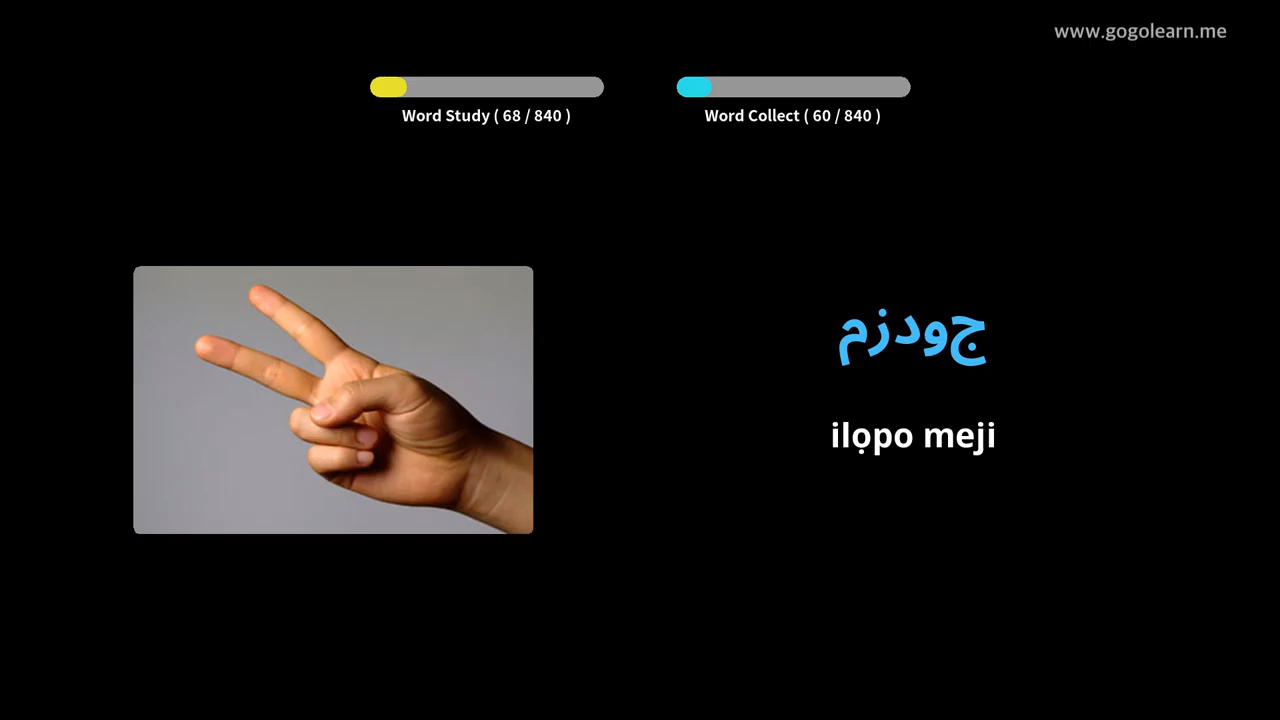 www.gogolearn.me
Word Study ( 68 / 840 )
Word Collect ( 60 / 840 )
جودزم
ilọpo meji